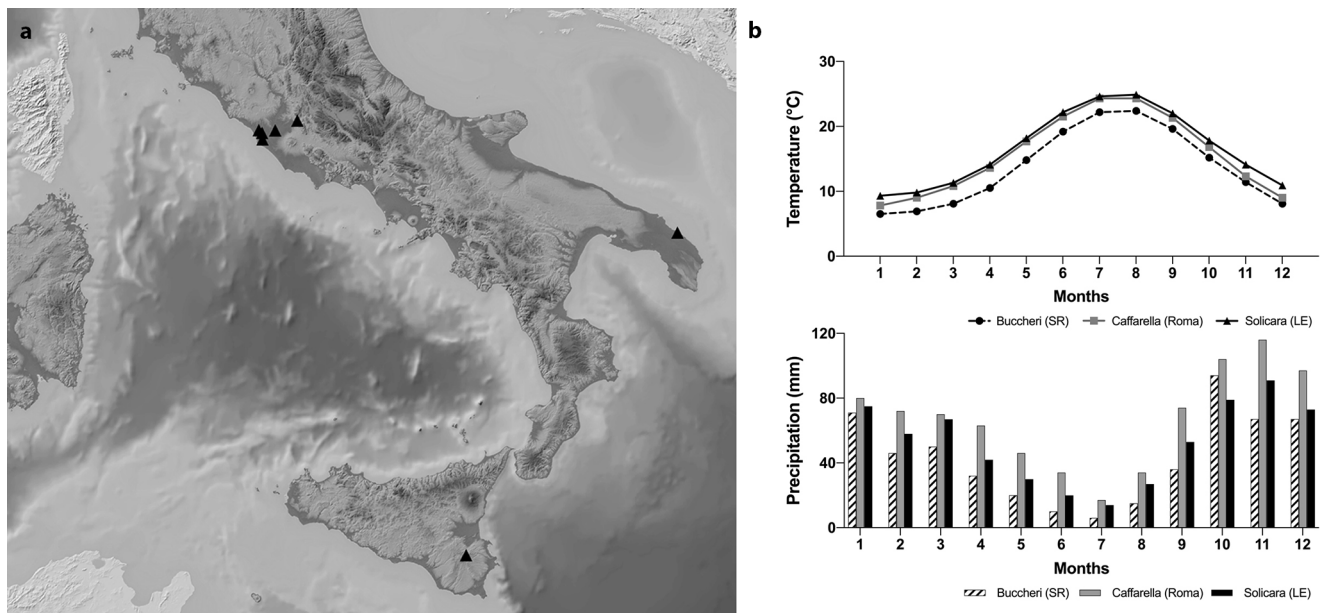 a
b
30
20
10
0
Temperature (°C)
1 2 3 4 5 6 7 8 9 10 11 12
Months
Buccheri (SR) Caffarella (Roma) Solicara (LE)
120
80
40
0
Precipitation (mm)
1 2 3 4 5 6 7 8 9 10 11 12
Months
Buccheri (SR) Caffarella (Roma) Solicara (LE)